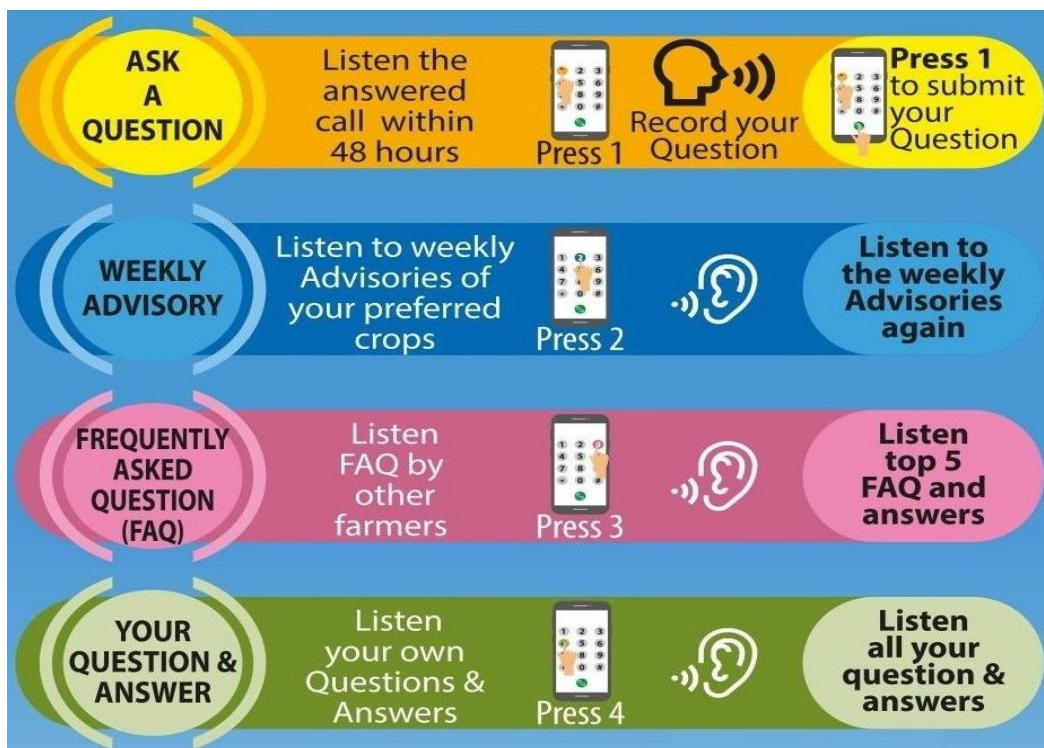 ASK
A
QUESTION
Listen the
answered
call within
48 hours
Press 1
Record your
Question
Press 1
to submit
your
Question
WEEKLY
ADVISORY
Listen to weekly
Advisories of
your preferred
crops
Press 2
Listen to
the weekly
Advisories
again
FREQUENTLY
ASKED
QUESTION
(FAQ)
Listen
FAQ by
other
farmers
Press 3
Listen
top 5
FAQ and
answers
YOUR
QUESTION &
ANSWER
Listen
your own
Questions &
Answers
Press 4
Listen
all your
question &
answers